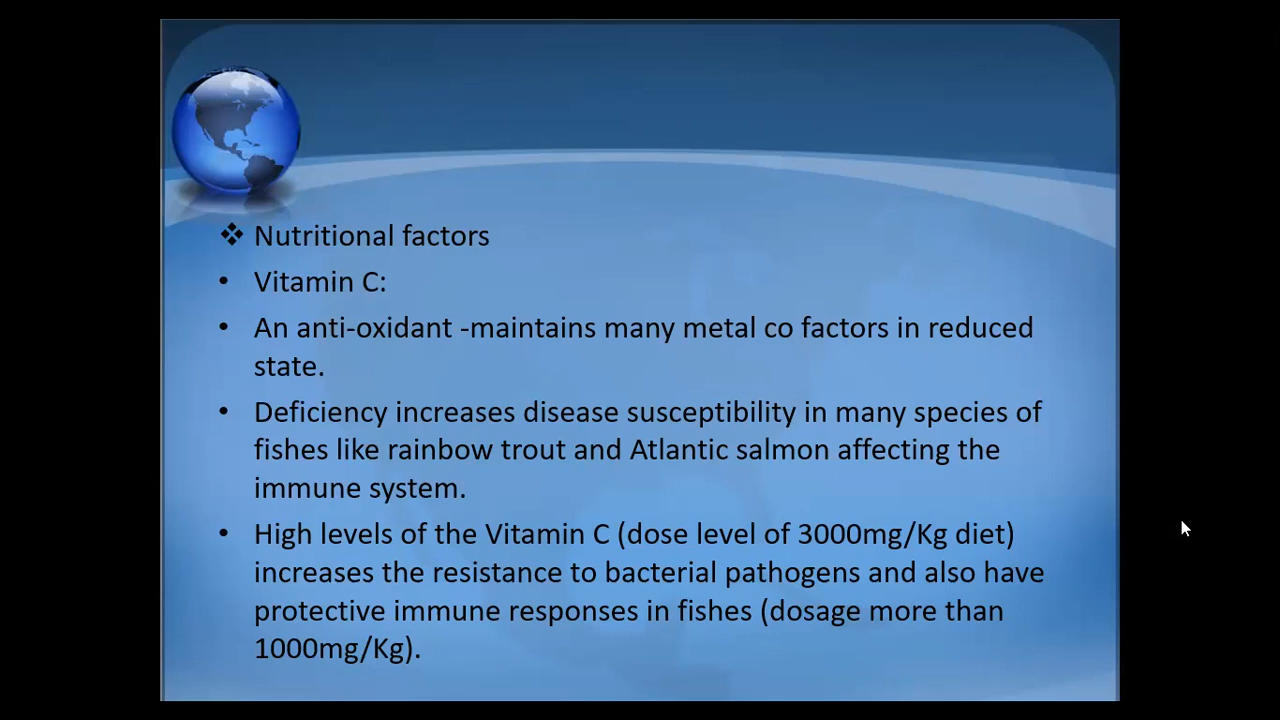 ❖ Nutritional factors
• Vitamin C:
• An anti-oxidant -maintains many metal co factors in reduced
state.
• Deficiency increases disease susceptibility in many species of
fishes like rainbow trout and Atlantic salmon affecting the
immune system.
• High levels of the Vitamin C (dose level of 3000mg/Kg diet)
increases the resistance to bacterial pathogens and also have
protective immune responses in fishes (dosage more than
1000mg/Kg).